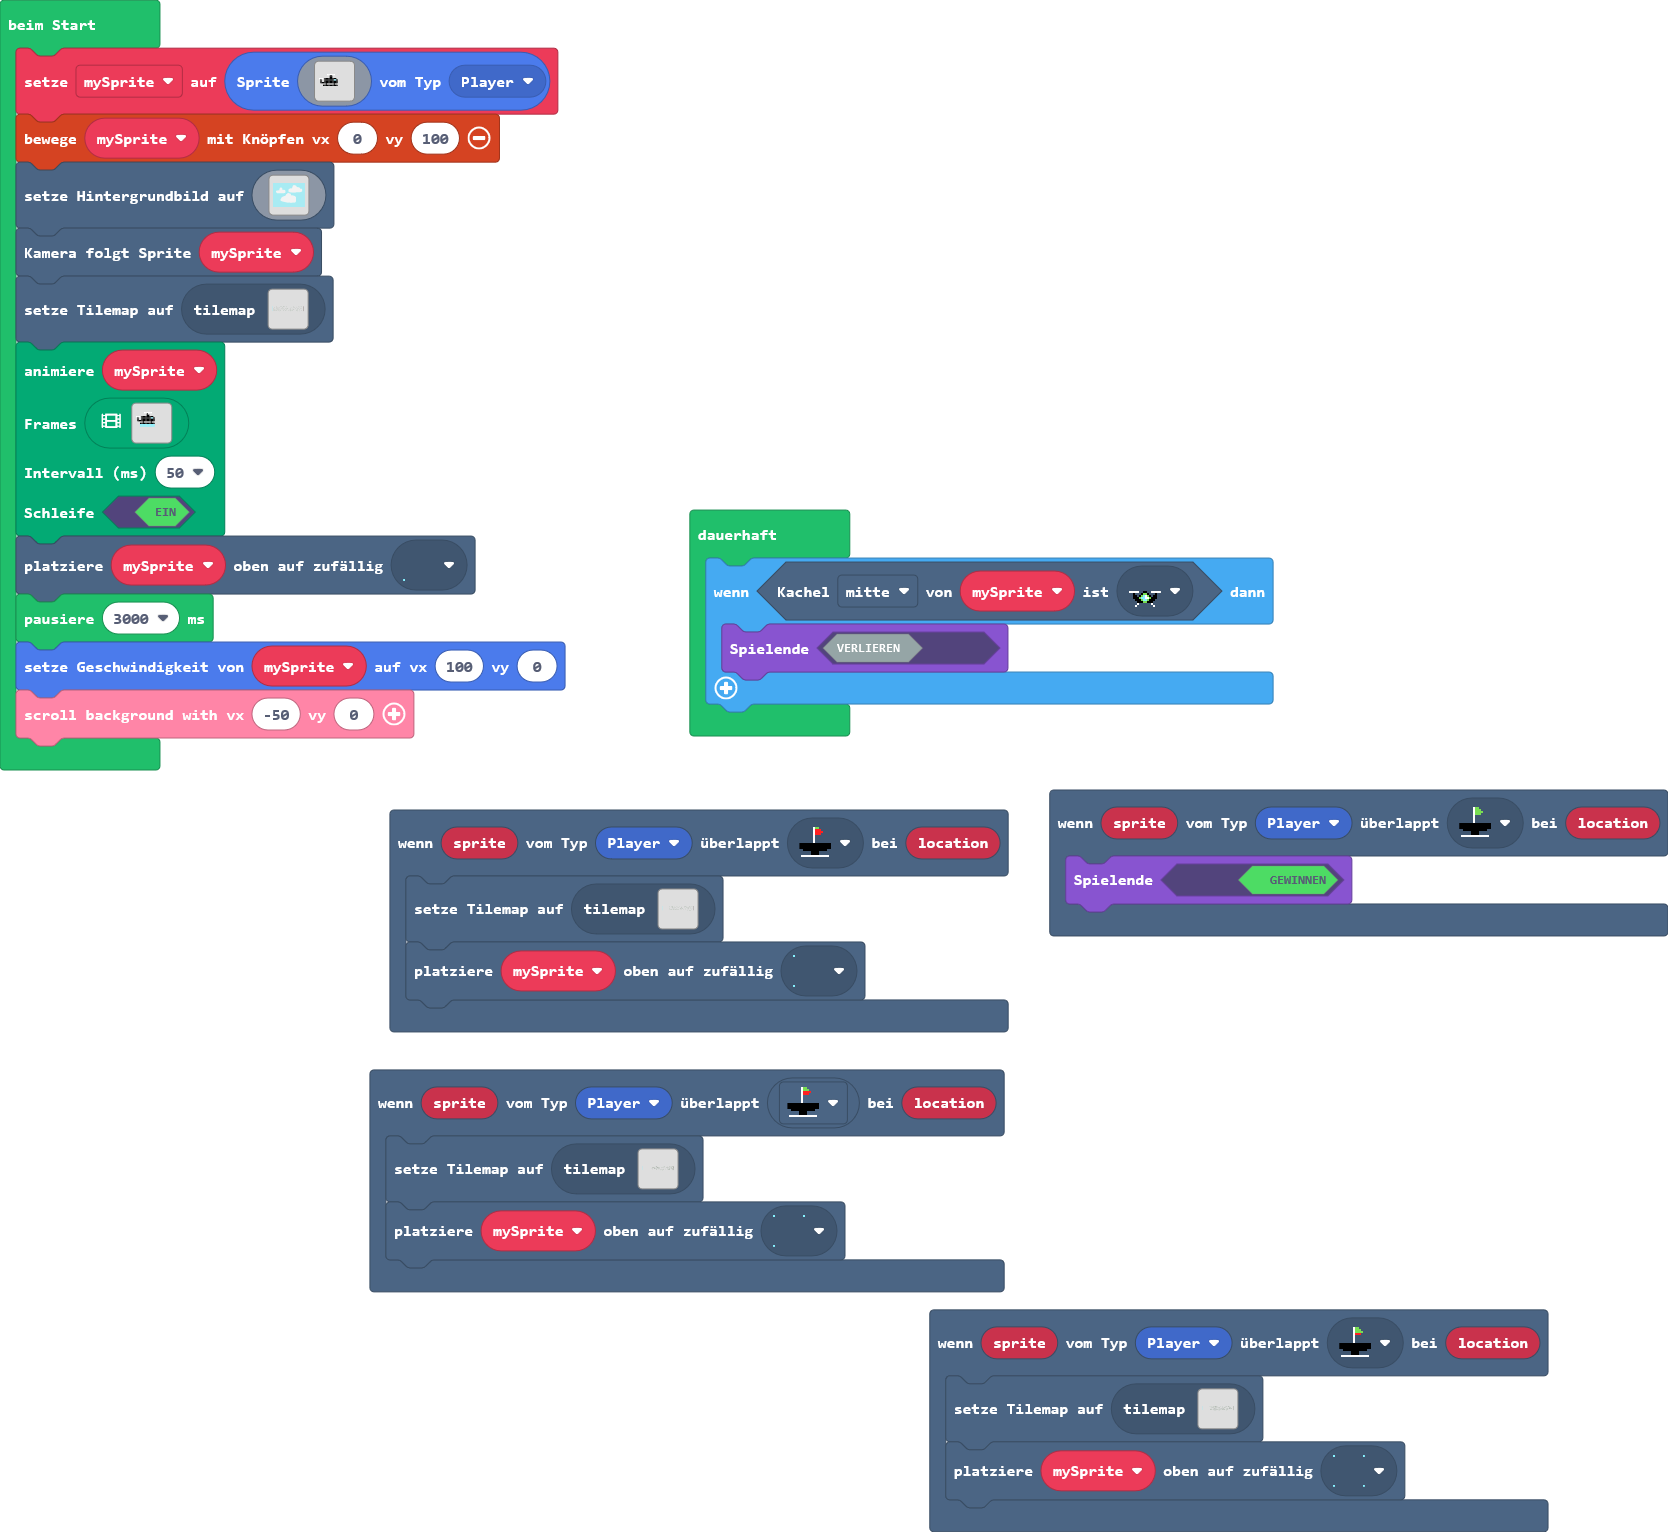 beim Start
setze mySprite auf Sprite vom Typ Player
bewege mySprite mit Knöpfen vx 0 vy 100
setze Hintergrundbild auf
Kamera folgt Sprite mySprite
setze Tilemap auf tilemap
animiere mySprite
Frames
Intervall (ms) 50
Schleife EIN
platziere mySprite oben auf zufällig
pausiere 3000 ms
setze Geschwindigkeit von mySprite auf vx 100 vy 0
scroll background with vx -50 vy 0
dauerhaft
wenn Kachel mitte von mySprite ist dann
Spielende VERLIEREN
wenn sprite vom Typ Player überlappt bei location
setze Tilemap auf tilemap
platziere mySprite oben auf zufällig
wenn sprite vom Typ Player überlappt bei location
Spielende GEWINNEN
wenn sprite vom Typ Player überlappt bei location
setze Tilemap auf tilemap
platziere mySprite oben auf zufällig
wenn sprite vom Typ Player überlappt bei location
setze Tilemap auf tilemap
platziere mySprite oben auf zufällig